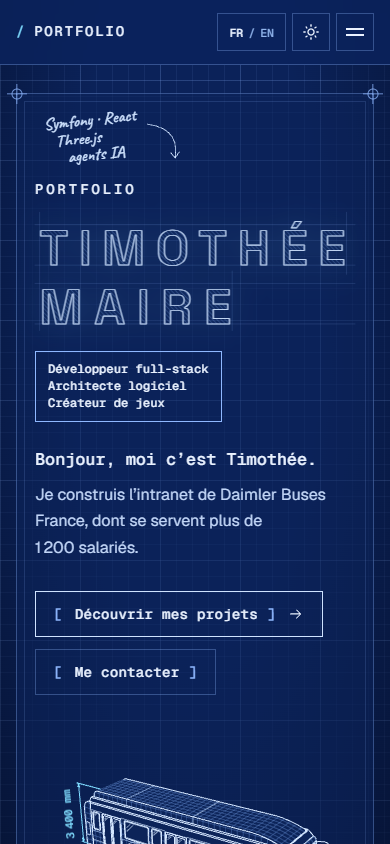 / PORTFOLIO
FR / EN
Symfony · React
Three.js
agents IA
PORTFOLIO
TIMOTHÉE
MAIRE
Développeur full-stack
Architecte logiciel
Créateur de jeux
Bonjour, moi c’est Timothée.
Je construis l’intranet de Daimler Buses
France, dont se servent plus de
1 200 salariés.
[ Découvrir mes projets ] →
[ Me contacter ]
3 400 mm